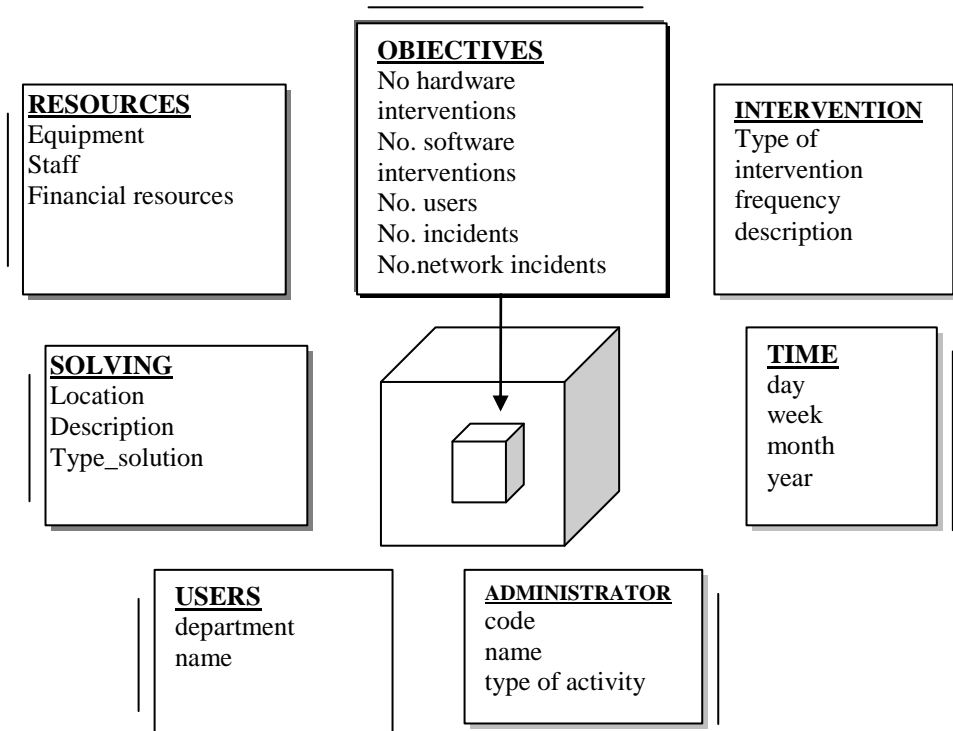 OBIECTIVES
No hardware
interventions
No. software
interventions
No. users
No. incidents
No.network incidents
RESOURCES
Equipment
Staff
Financial resources
INTERVENTION
Type of
intervention
frequency
description
SOLVING
Location
Description
Type_solution
TIME
day
week
month
year
USERS
department
name
ADMINISTRATOR
code
name
type of activity